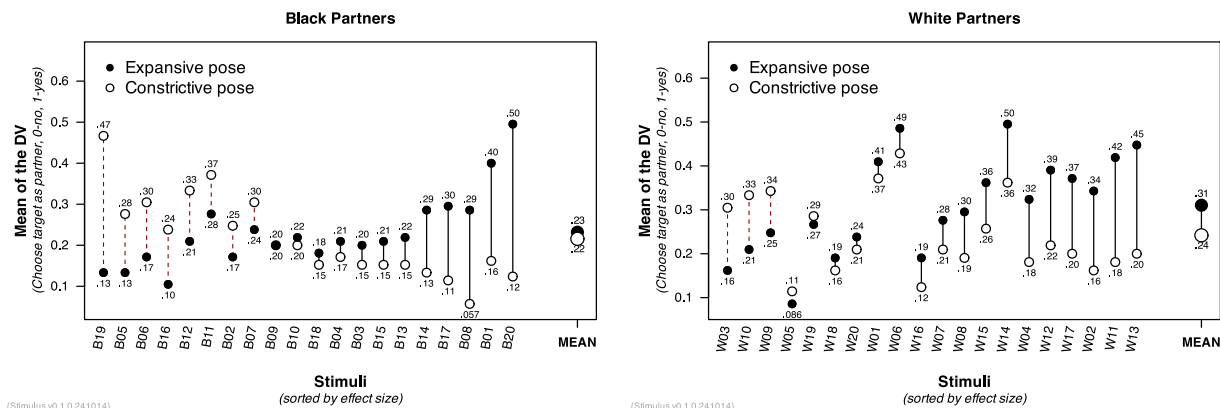 Black Partners
Mean of the DV
(Choose target as partner, 0-no, 1-yes)
0.6
0.5
0.4
0.3
0.2
0.1
Expansive pose
Constrictive pose
.47 .28 .30 .24 .33 .37 .25 .30 .20 .22 .18 .21 .20 .21 .22 .29 .30 .29 .40 .50 .23
.13 .13 .17 .10 .21 .28 .17 .24 .20 .20 .15 .17 .15 .15 .15 .13 .11 .057 .16 .12 .22
B19 B05 B06 B16 B12 B11 B02 B07 B09 B10 B18 B04 B03 B15 B13 B14 B17 B08 B01 B20 MEAN
Stimuli
(sorted by effect size)
(Stimulus v0.1.0.241014)
White Partners
Mean of the DV
(Choose target as partner, 0-no, 1-yes)
0.6
0.5
0.4
0.3
0.2
0.1
Expansive pose
Constrictive pose
.30 .33 .34 .11 .29 .19 .24 .41 .49 .19 .28 .30 .36 .50 .32 .39 .37 .34 .42 .45 .31
.16 .21 .25 .086 .27 .16 .21 .37 .43 .12 .21 .19 .26 .36 .18 .22 .20 .16 .18 .20 .24
W03 W10 W09 W05 W19 W18 W20 W01 W06 W16 W07 W08 W15 W14 W04 W12 W17 W02 W11 W13 MEAN
Stimuli
(sorted by effect size)
(Stimulus v0.1.0.241014)